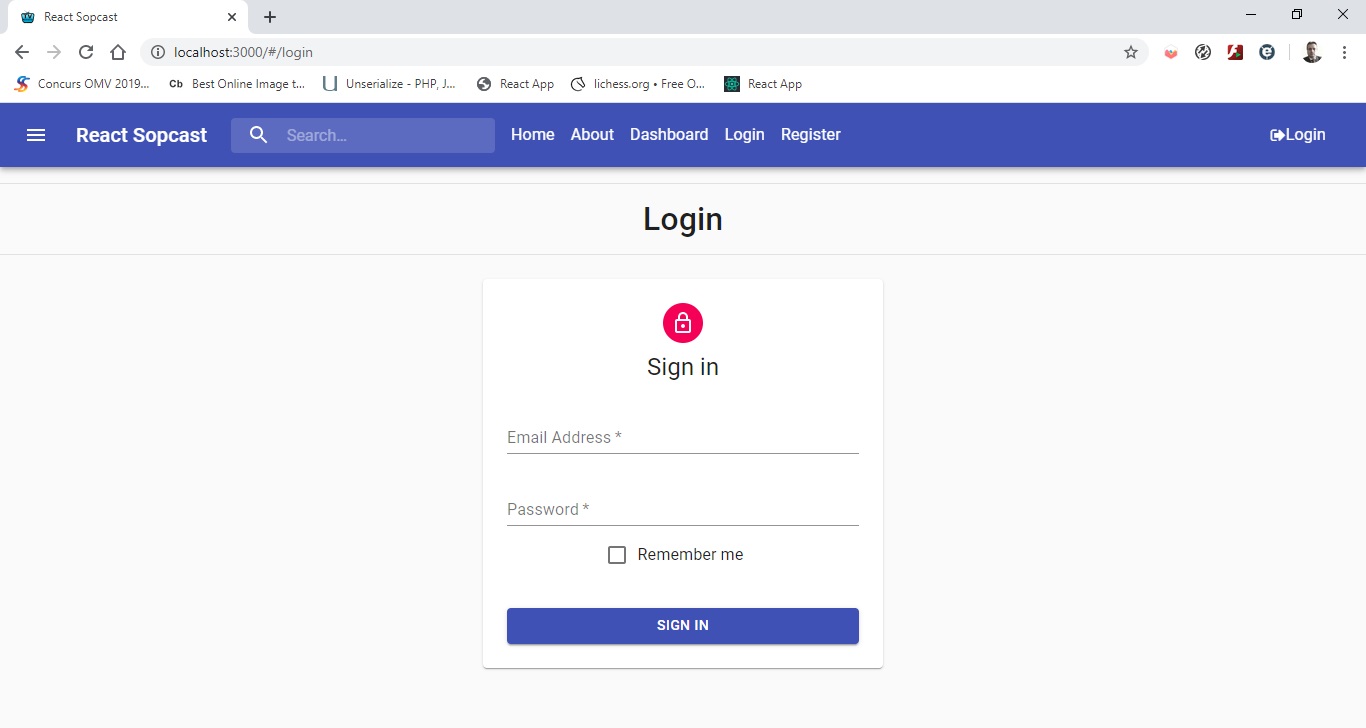 React Sopcast
localhost:3000/#/login
Concurs OMV 2019... Cb Best Online Image t... Unserialize - PHP, J... React App lichess.org • Free O... React App
React Sopcast Search... Home About Dashboard Login Register Login
Login
Sign in
Email Address *
Password *
Remember me
SIGN IN